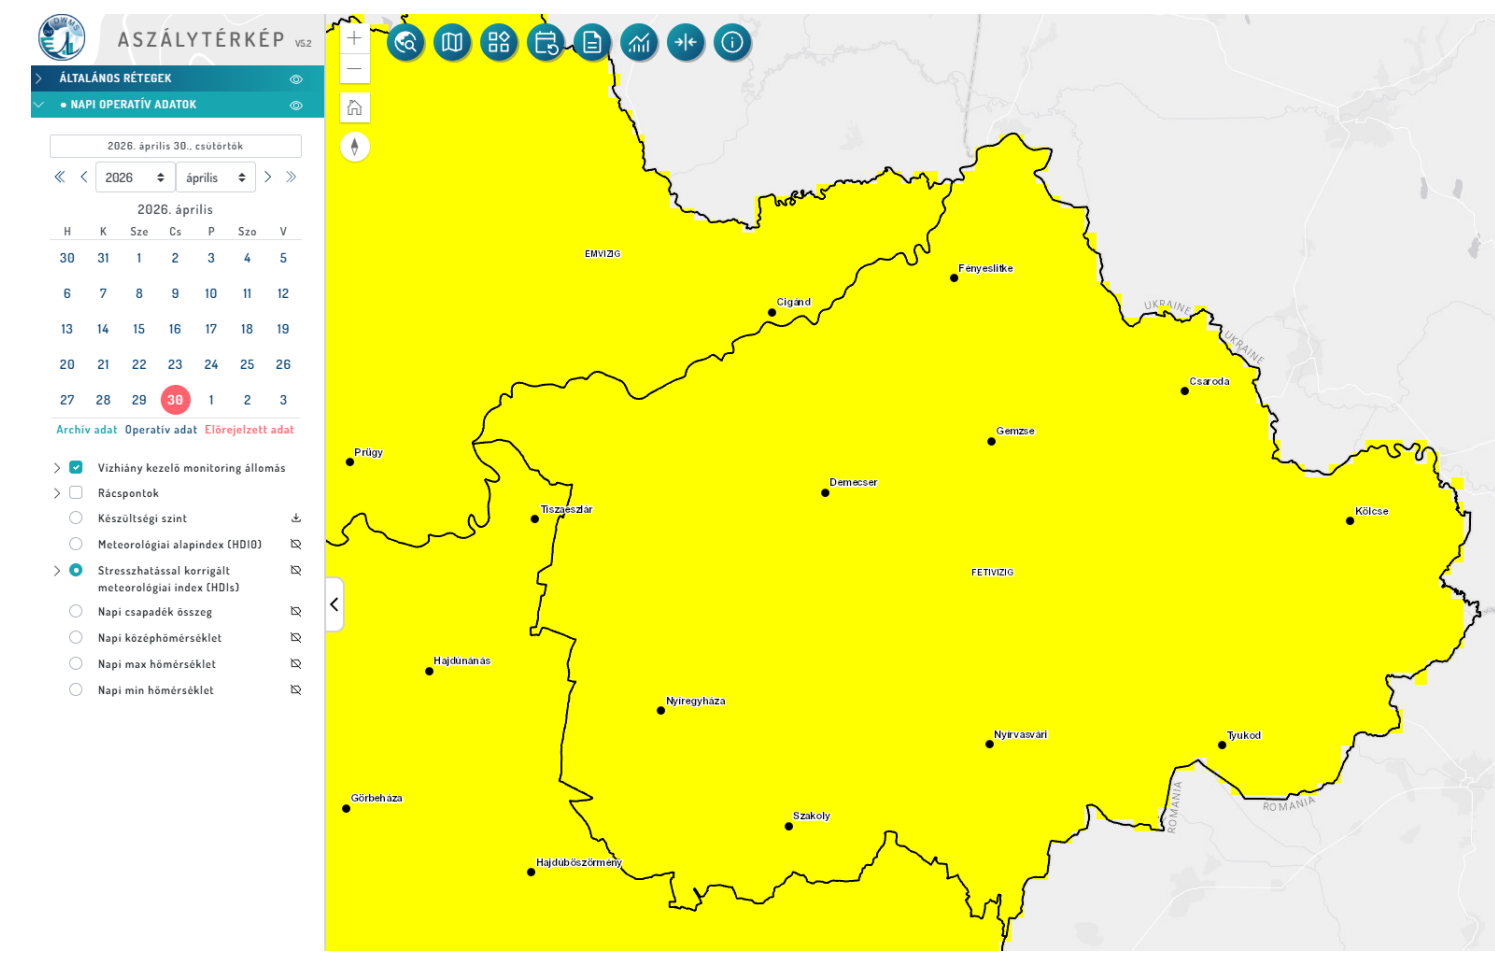 DWMS
ASZÁLYTÉRKÉP V5.2
ÁLTALÁNOS RÉTEGEK
NAPI OPERATÍV ADATOK
2026. április 30., csütörtök
2026 április
2026. április
H K Sze Cs P Szo V
30 31 1 2 3 4 5
6 7 8 9 10 11 12
13 14 15 16 17 18 19
20 21 22 23 24 25 26
27 28 29 30 1 2 3
Archív adat Operatív adat Előrejelzett adat
Vízhiány kezelő monitoring állomás
Rácspontok
Készültségi szint
Meteorológiai alapindex (HDI0)
Stresszhatással korrigált
meteorológiai index (HDIs)
Napi csapadék összeg
Napi középhőmérséklet
Napi max hőmérséklet
Napi min hőmérséklet
ÉMVIZIG
Fényeslitke
Cigánd
UKRAINE
UKRAINE
Csaroda
Gemzse
Prügy
Demecser
Tiszaeszlár
Kölcse
FETIVIZIG
Hajdúnánás
Nyíregyháza
Nyírvasvári
Tyukod
Görbeháza
ROMANIA
ROMANIA
Szakoly
Hajdúböszörmény